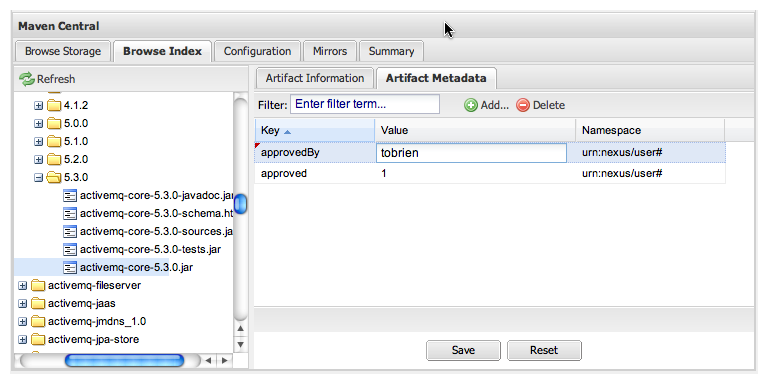 Maven Central
Browse Storage Browse Index Configuration Mirrors Summary
Refresh
4.1.2
5.0.0
5.1.0
5.2.0
5.3.0
activemq-core-5.3.0-javadoc.jar
activemq-core-5.3.0-schema.ht
activemq-core-5.3.0-sources.ja
activemq-core-5.3.0-tests.jar
activemq-core-5.3.0.jar
activemq-fileserver
activemq-jaas
activemq-jmdns_1.0
activemq-jpa-store
Artifact Information Artifact Metadata
Filter: Enter filter term... Add... Delete
Key Value Namespace
approvedBy tobrien urn:nexus/user#
approved 1 urn:nexus/user#
Save Reset